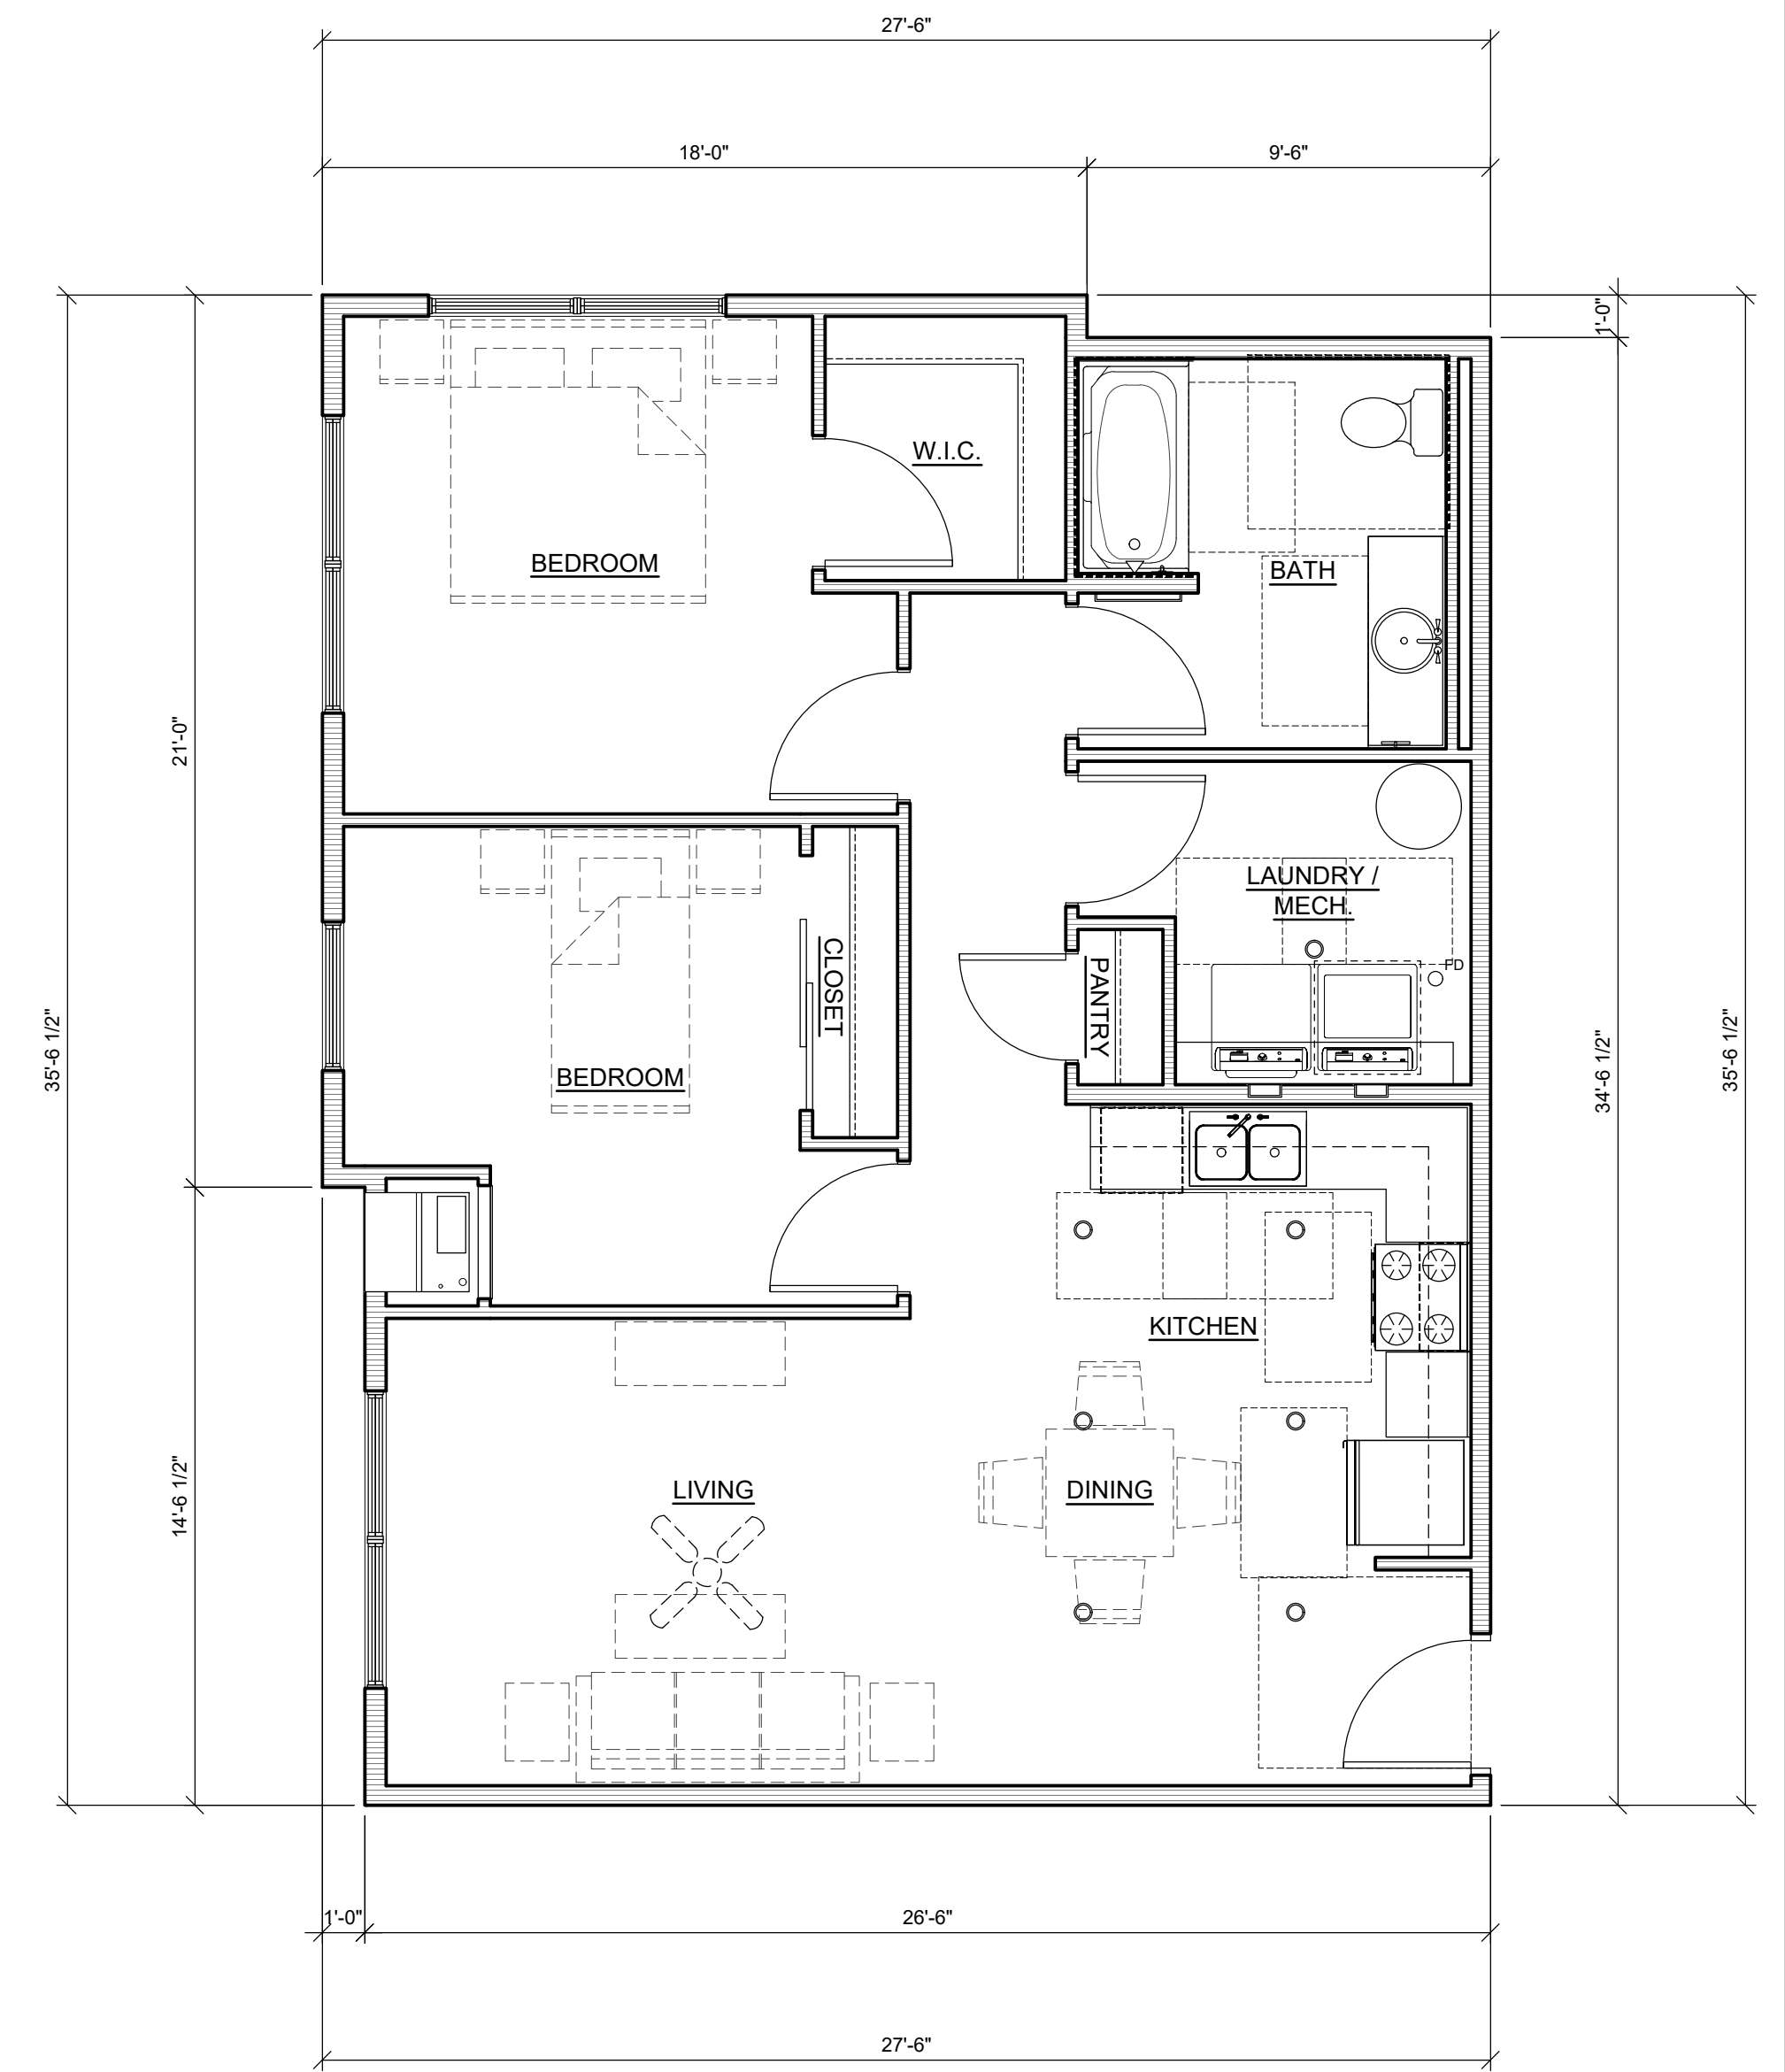 27'-6"
18'-0"
9'-6"
1'-0"
W.I.C.
BEDROOM
BATH
21'-0"
LAUNDRY /
MECH.
CLOSET
PANTRY
FD
35'-6 1/2"
34'-6 1/2"
35'-6 1/2"
BEDROOM
KITCHEN
14'-6 1/2"
LIVING
DINING
1'-0"
26'-6"
27'-6"